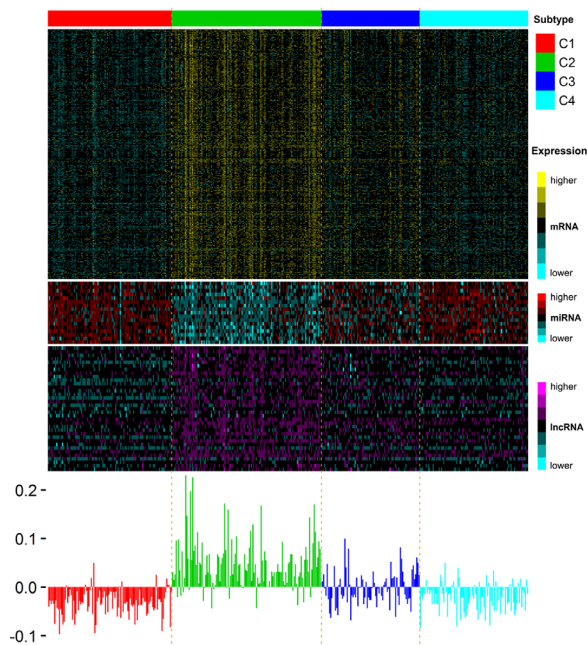 Subtype
C1
C2
C3
C4
Expression
higher
mRNA
lower
higher
miRNA
lower
higher
lncRNA
lower
0.2
0.1
0.0
-0.1